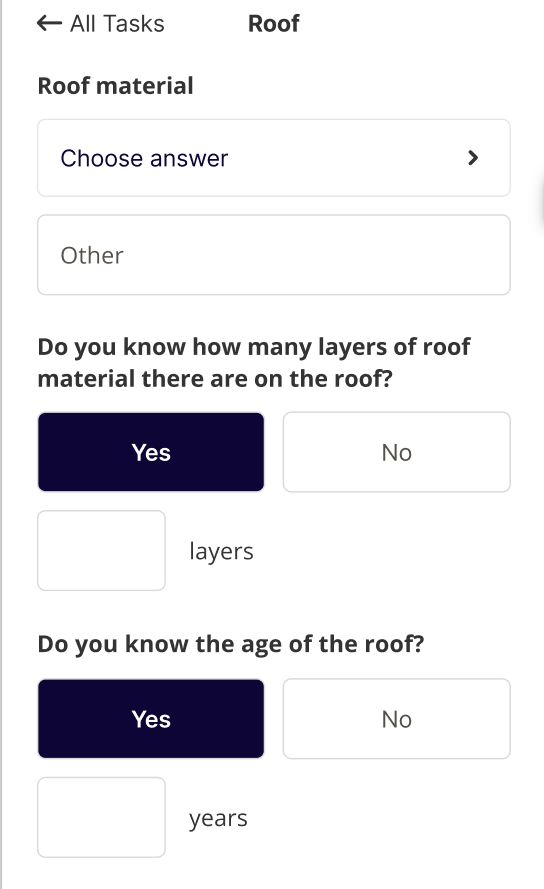 ← All Tasks Roof
Roof material
Choose answer
Other
Do you know how many layers of roof
material there are on the roof?
Yes No
layers
Do you know the age of the roof?
Yes No
years